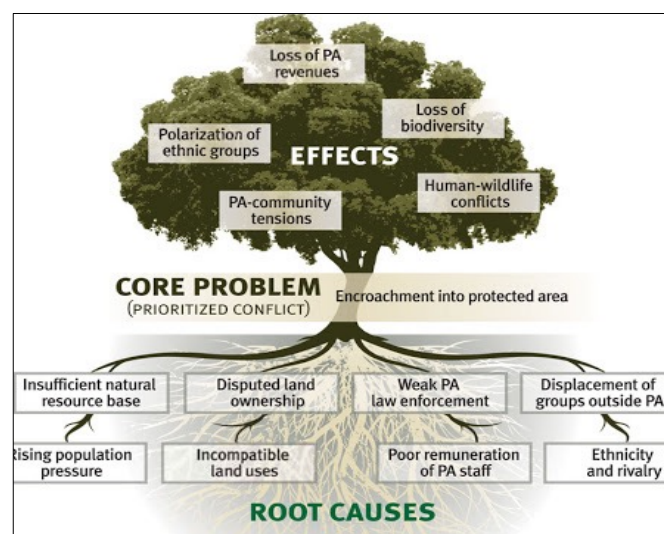 Loss of PA
revenues
Loss of
biodiversity
Polarization of
ethnic groups
EFFECTS
Human-wildlife
conflicts
PA-community
tensions
CORE PROBLEM
(PRIORITIZED CONFLICT)
Encroachment into protected area
Insufficient natural
resource base
Disputed land
ownership
Weak PA
law enforcement
Displacement of
groups outside PA
Rising population
pressure
Incompatible
land uses
Poor remuneration
of PA staff
Ethnicity
and rivalry
ROOT CAUSES